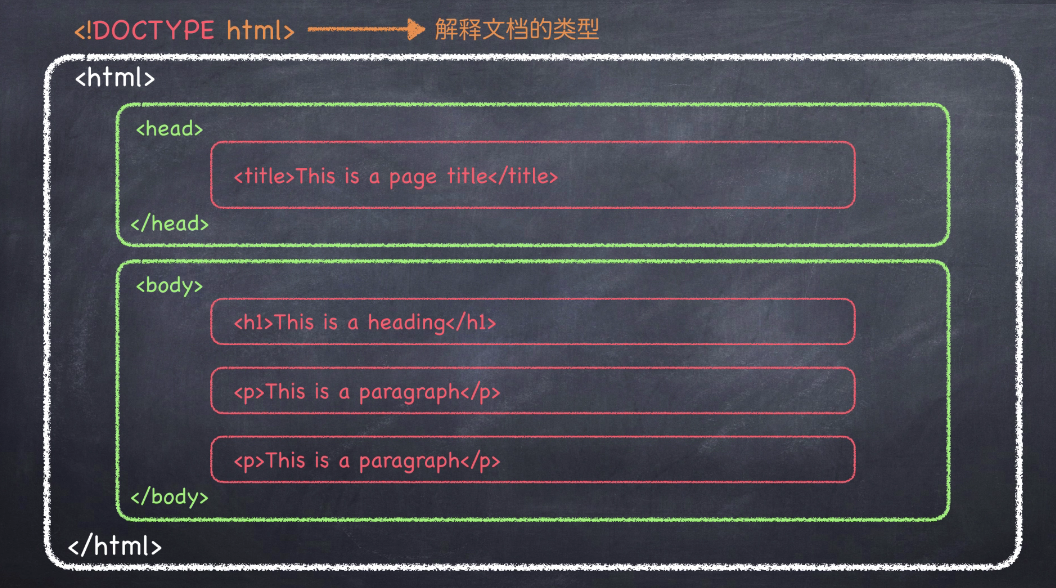 <!DOCTYPE html> 解释文档的类型
<html>
<head>
<title>This is a page title</title>
</head>
<body>
<h1>This is a heading</h1>
<p>This is a paragraph</p>
<p>This is a paragraph</p>
</body>
</html>